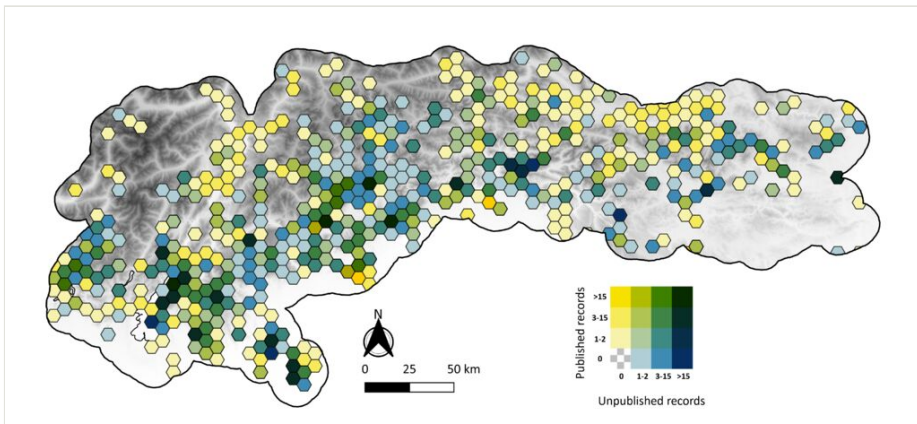 N
0 25 50 km
Published records
>15
3-15
1-2
0
0 1-2 3-15 >15
Unpublished records